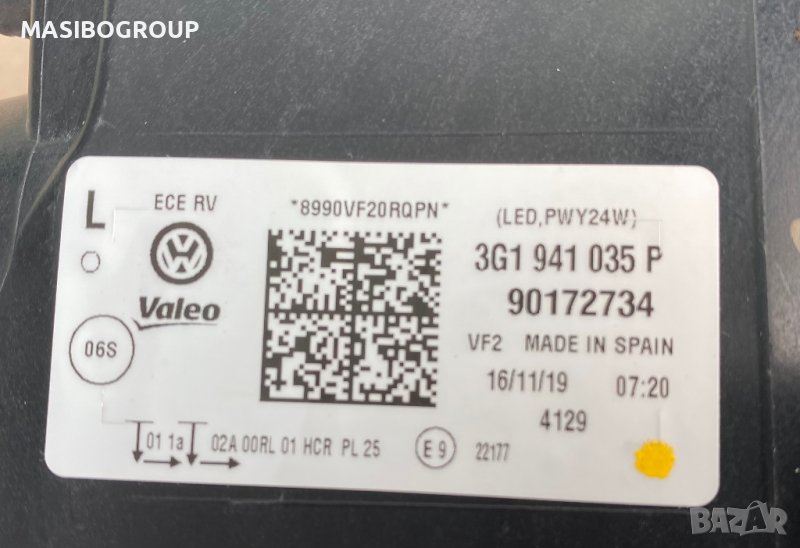 MASIBOGROUP
L
ECE RV
*8990VF20RQPN*
(LED,PWY24W)
3G1 941 035 P
Valeo
90172734
06S
VF2 MADE IN SPAIN
16/11/19 07:20
4129
01 1a 02A 00RL 01 HCR PL 25 E9 22177
BAZAR